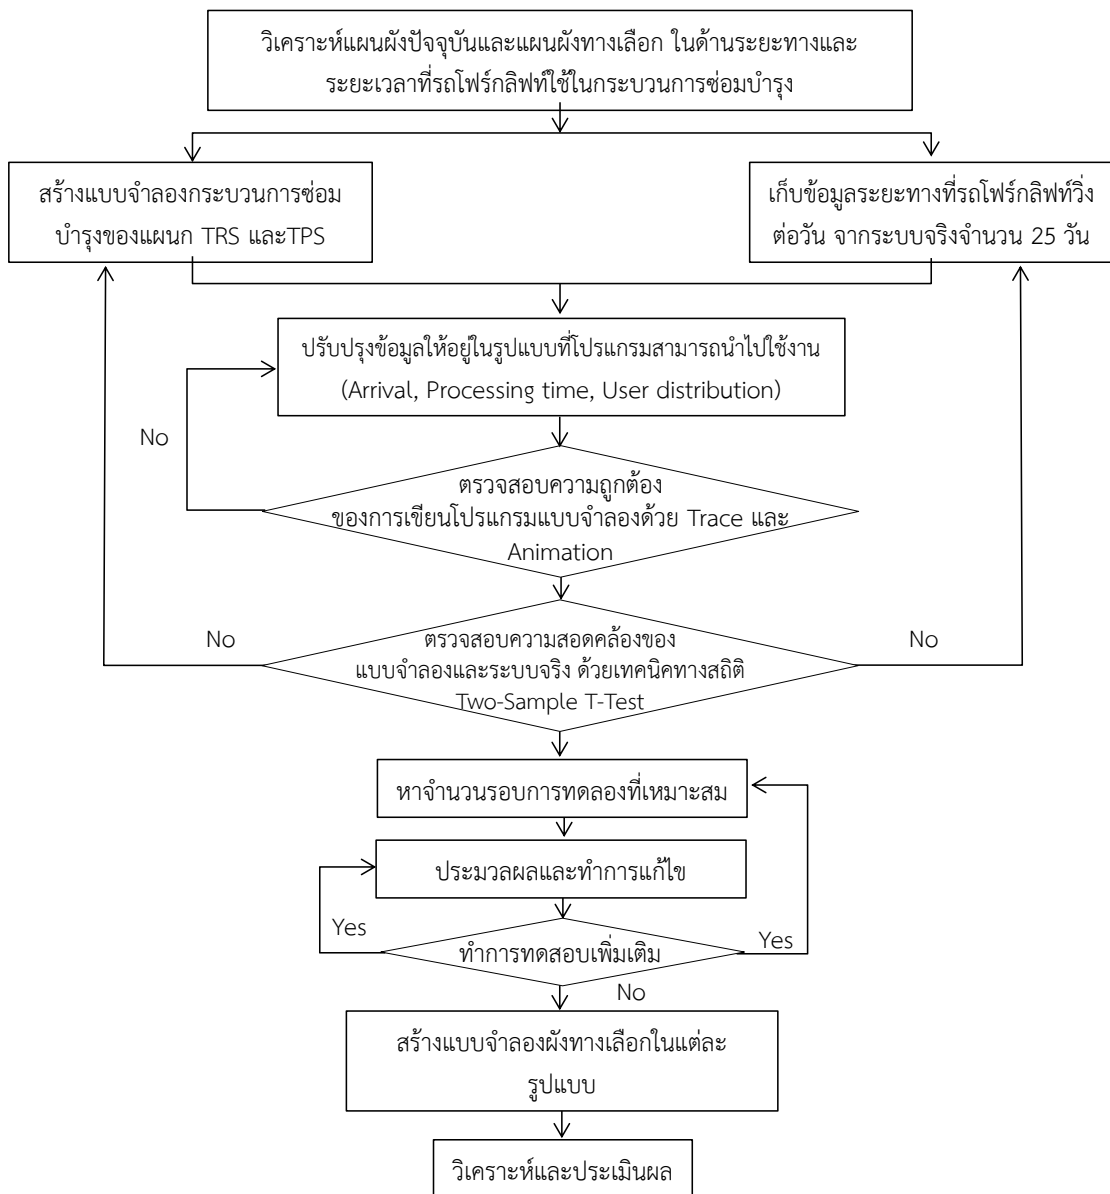 วิเคราะห์แผนผังปัจจุบันและแผนผังทางเลือก ในด้านระยะทางและ
ระยะเวลาที่รถโฟร์กลิฟท์ใช้ในกระบวนการซ่อมบำรุง
สร้างแบบจำลองกระบวนการซ่อม
บำรุงของแผนก TRS และTPS
เก็บข้อมูลระยะทางที่รถโฟร์กลิฟท์วิ่ง
ต่อวัน จากระบบจริงจำนวน 25 วัน
ปรับปรุงข้อมูลให้อยู่ในรูปแบบที่โปรแกรมสามารถนำไปใช้งาน
(Arrival, Processing time, User distribution)
No
ตรวจสอบความถูกต้อง
ของการเขียนโปรแกรมแบบจำลองด้วย Trace และ
Animation
No
ตรวจสอบความสอดคล้องของ
แบบจำลองและระบบจริง ด้วยเทคนิคทางสถิติ
Two-Sample T-Test
No
หาจำนวนรอบการทดลองที่เหมาะสม
ประมวลผลและทำการแก้ไข
Yes
ทำการทดสอบเพิ่มเติม
Yes
No
สร้างแบบจำลองผังทางเลือกในแต่ละ
รูปแบบ
วิเคราะห์และประเมินผล